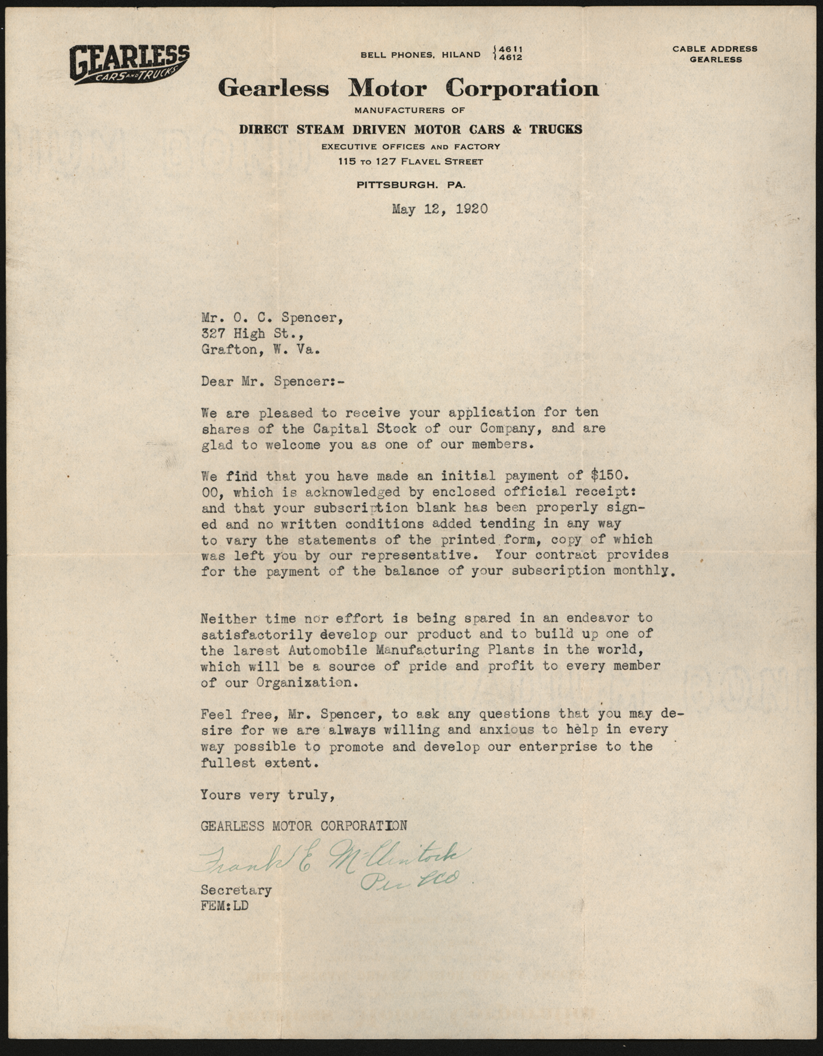 GEARLESS
CARS AND TRUCKS
BELL PHONES, HILAND { 4611
{ 4612
CABLE ADDRESS
GEARLESS
Gearless Motor Corporation
MANUFACTURERS OF
DIRECT STEAM DRIVEN MOTOR CARS & TRUCKS
EXECUTIVE OFFICES AND FACTORY
115 TO 127 FLAVEL STREET
PITTSBURGH. PA.
May 12, 1920
Mr. O. C. Spencer,
327 High St.,
Grafton, W. Va.
Dear Mr. Spencer:-
We are pleased to receive your application for ten
shares of the Capital Stock of our Company, and are
glad to welcome you as one of our members.
We find that you have made an initial payment of $150.
00, which is acknowledged by enclosed official receipt:
and that your subscription blank has been properly sign-
ed and no written conditions added tending in any way
to vary the statements of the printed form, copy of which
was left you by our representative. Your contract provides
for the payment of the balance of your subscription monthly.
Neither time nor effort is being spared in an endeavor to
satisfactorily develop our product and to build up one of
the larest Automobile Manufacturing Plants in the world,
which will be a source of pride and profit to every member
of our Organization.
Feel free, Mr. Spencer, to ask any questions that you may de-
sire for we are always willing and anxious to help in every
way possible to promote and develop our enterprise to the
fullest extent.
Yours very truly,
GEARLESS MOTOR CORPORATION
Frank E McClintock
Per
Secretary
FEM:LD